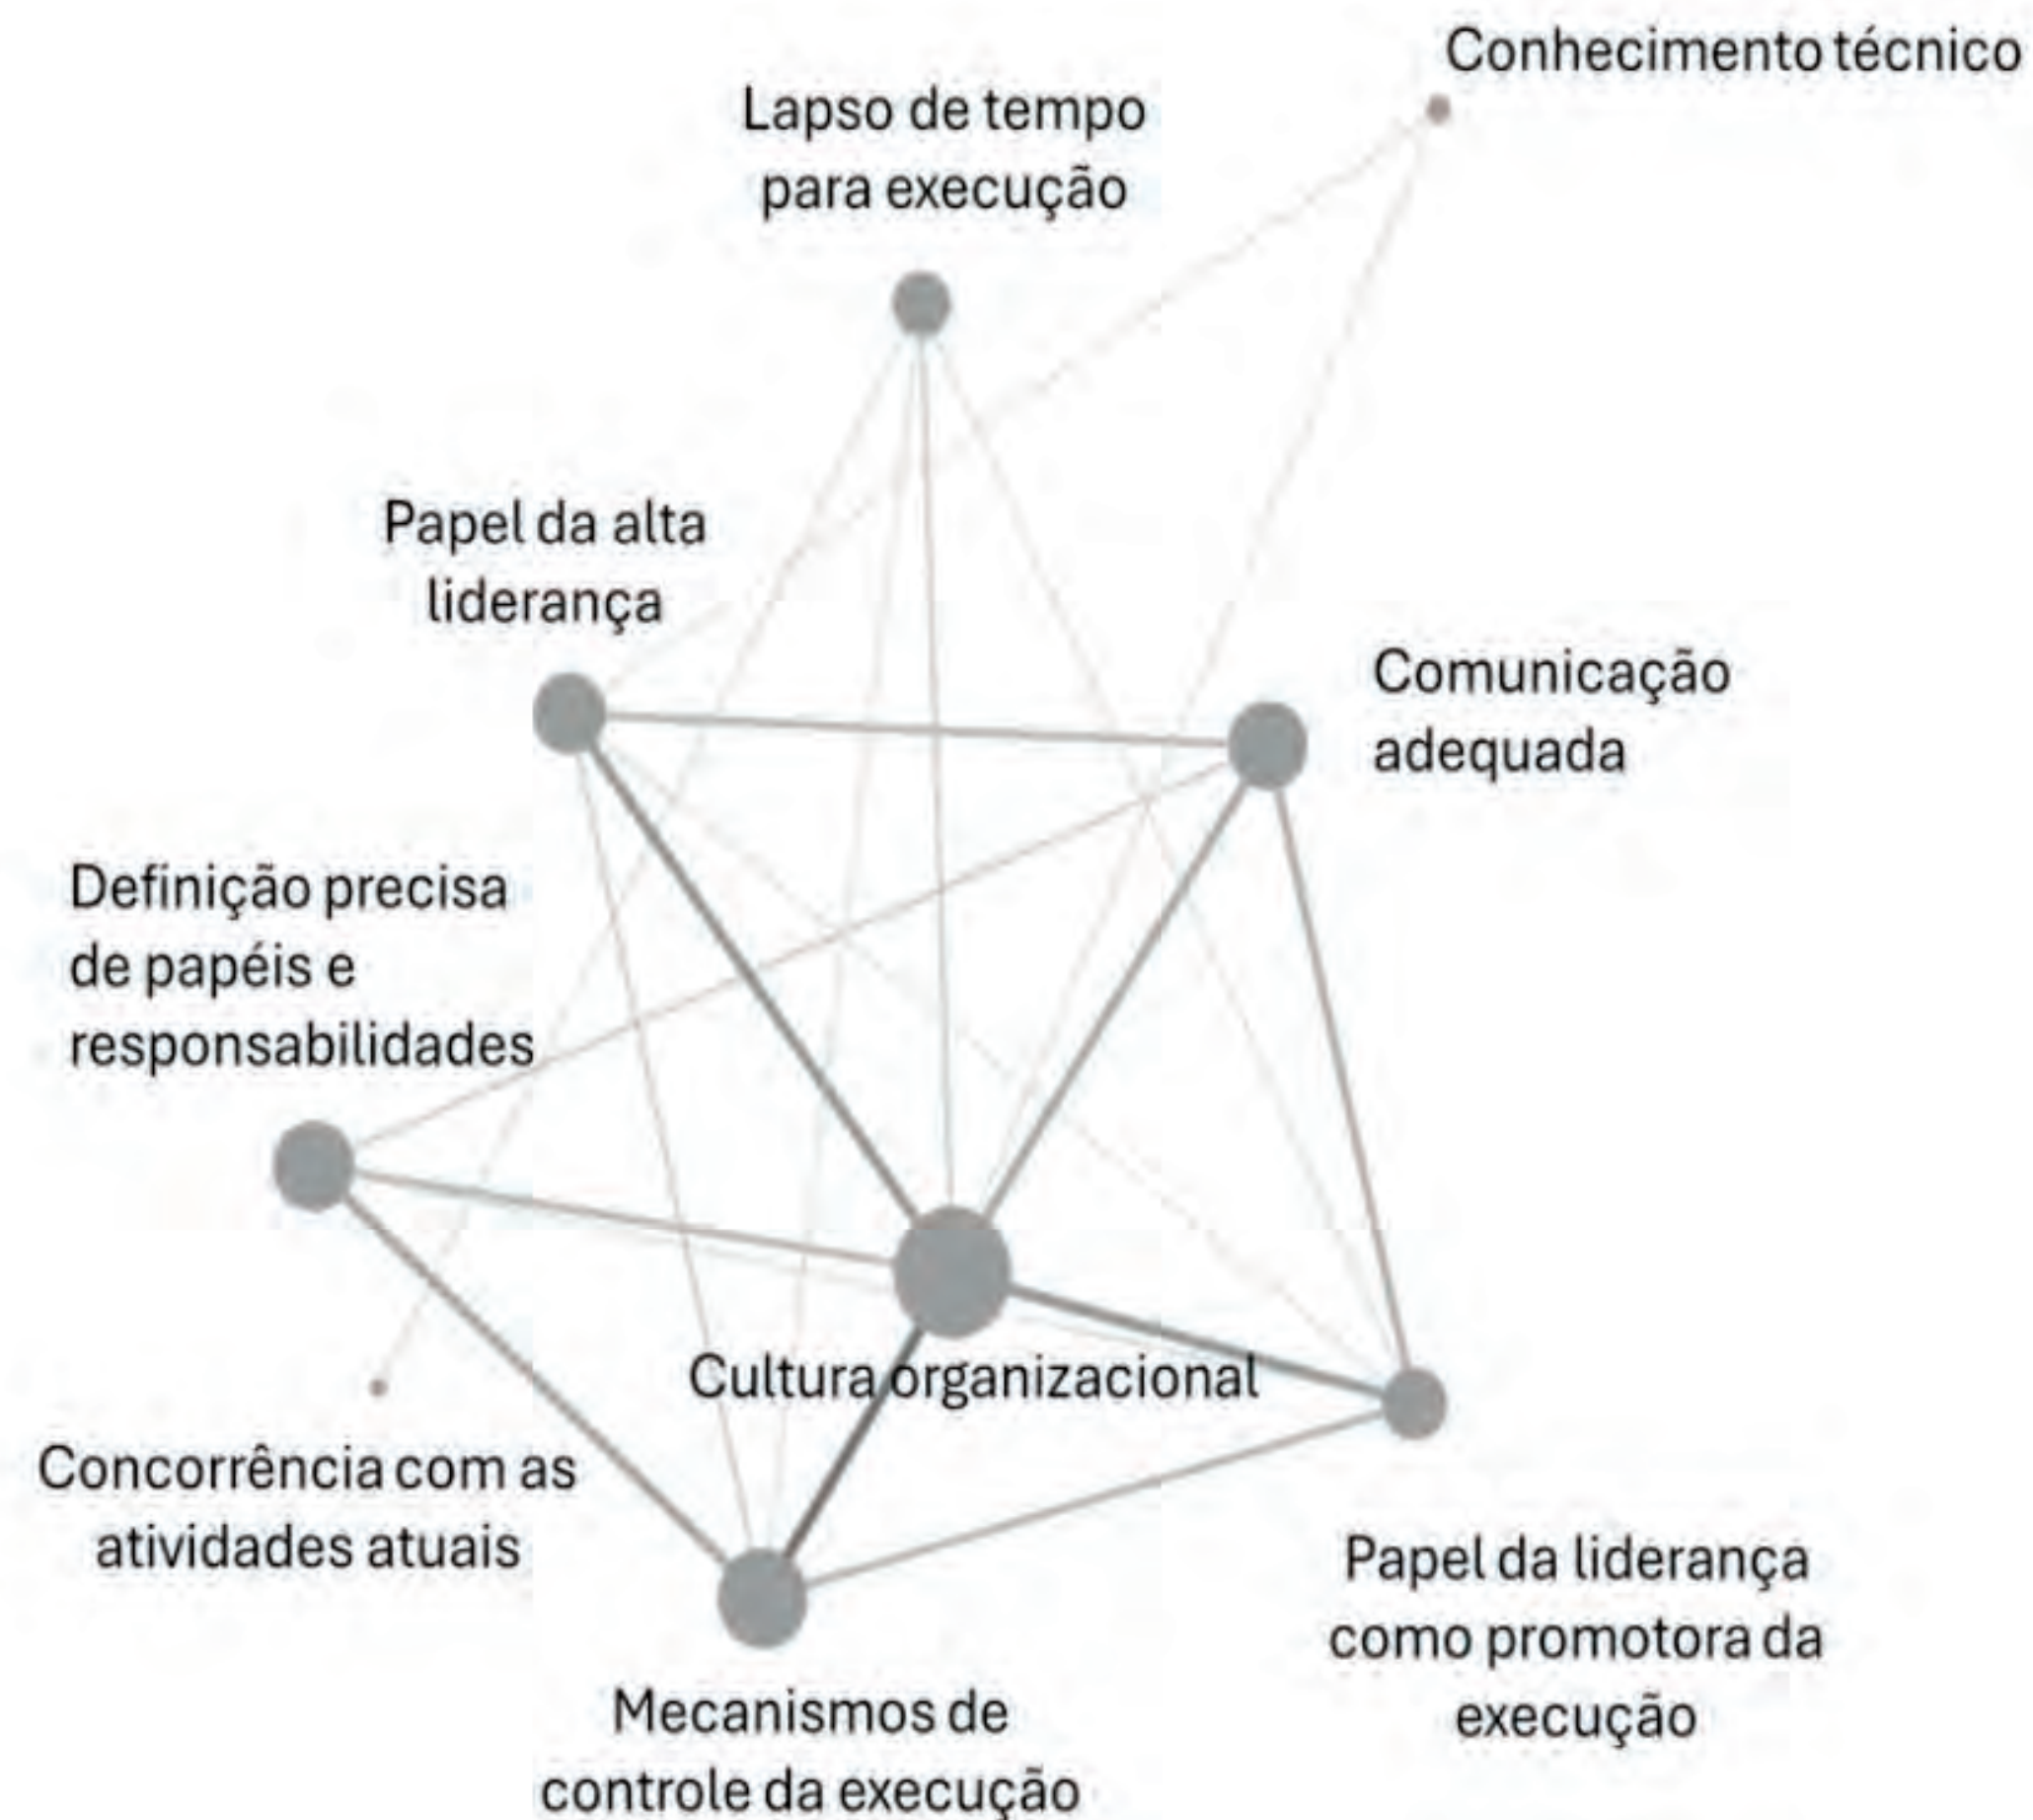 Conhecimento técnico
Lapso de tempo
para execução
Papel da alta
liderança
Comunicação
adequada
Definição precisa
de papéis e
responsabilidades
Cultura organizacional
Concorrência com as
atividades atuais
Papel da liderança
como promotora da
execução
Mecanismos de
controle da execução